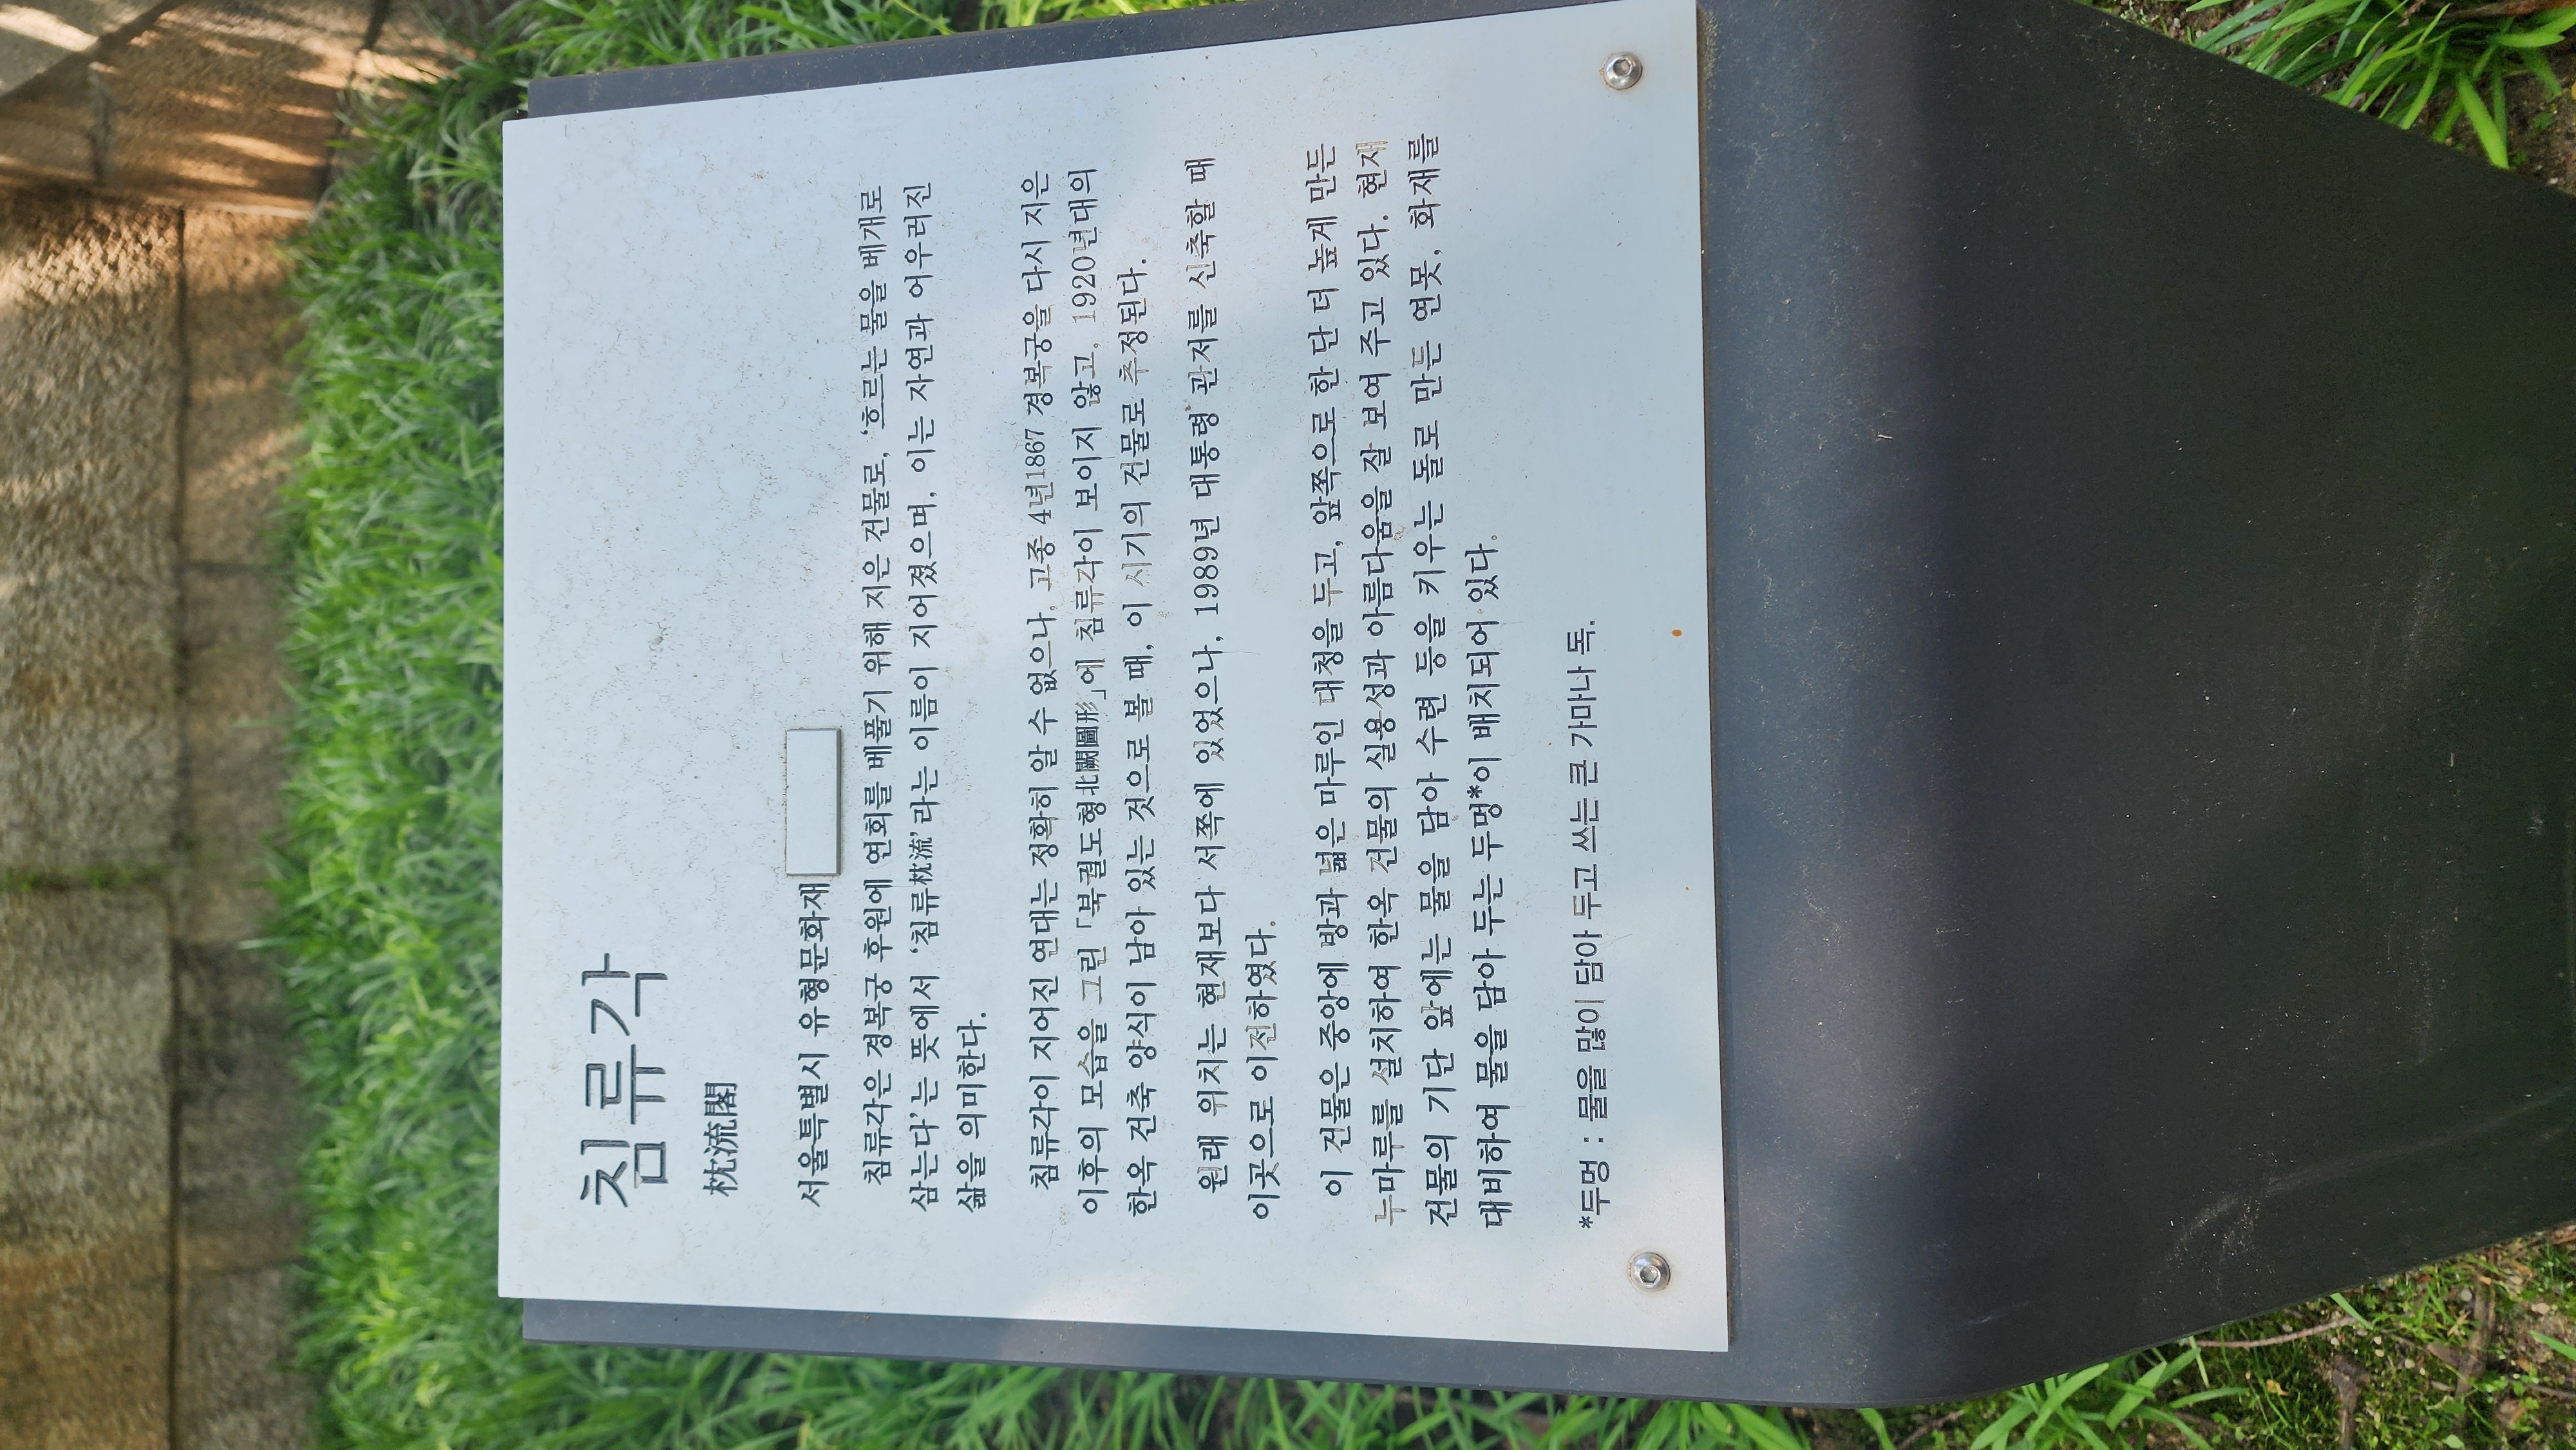 침류각
枕流閣
서울특별시 유형문화재
침류각은 경복궁 후원에 연회를 베풀기 위해 지은 건물로, ‘흐르는 물을 베개로
삼는다’는 뜻에서 ‘침류枕流’라는 이름이 지어졌으며, 이는 자연과 어우러진
삶을 의미한다.
침류각이 지어진 연대는 정확히 알 수 없으나, 고종 4년1867 경복궁을 다시 지은
이후의 모습을 그린 「북궐도형北闕圖形」에 침류각이 보이지 않고, 1920년대의
한옥 건축 양식이 남아 있는 것으로 볼 때, 이 시기의 건물로 추정된다.
원래 위치는 현재보다 서쪽에 있었으나, 1989년 대통령 관저를 신축할 때
이곳으로 이전하였다.
이 건물은 중앙에 방과 넓은 마루인 대청을 두고, 앞쪽으로 한 단 더 높게 만든
누마루를 설치하여 한옥 건물의 실용성과 아름다움을 잘 보여 주고 있다. 현재
건물의 기단 앞에는 물을 담아 수련 등을 키우는 돌로 만든 연못, 화재를
대비하여 물을 담아 두는 두멍*이 배치되어 있다.
*두멍 : 물을 많이 담아 두고 쓰는 큰 가마나 독.